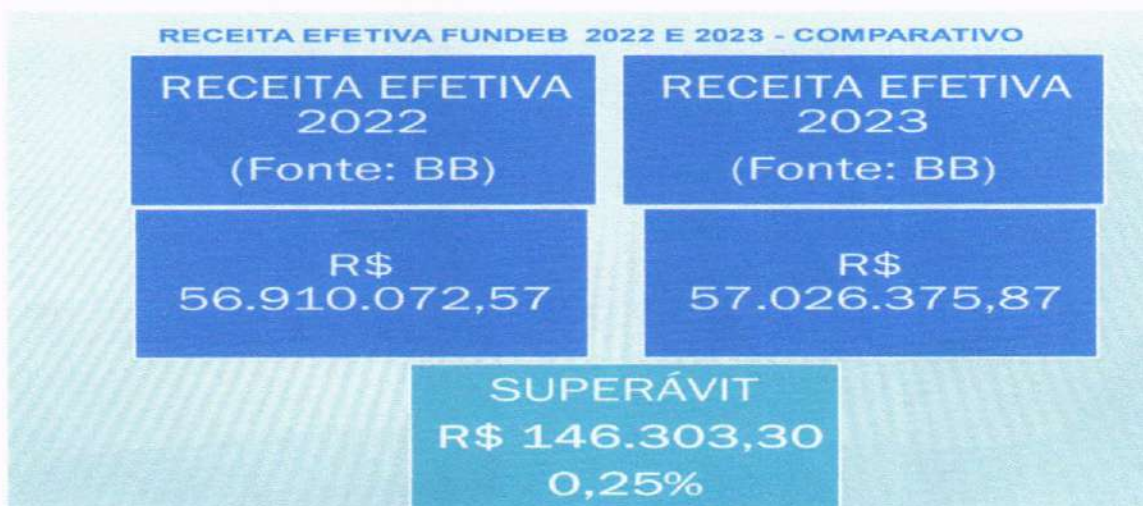 RECEITA EFETIVA FUNDEB 2022 E 2023 - COMPARATIVO
RECEITA EFETIVA
2022
(Fonte: BB)
RECEITA EFETIVA
2023
(Fonte: BB)
R$
56.910.072,57
R$
57.026.375,87
SUPERÁVIT
R$ 146.303,30
0,25%